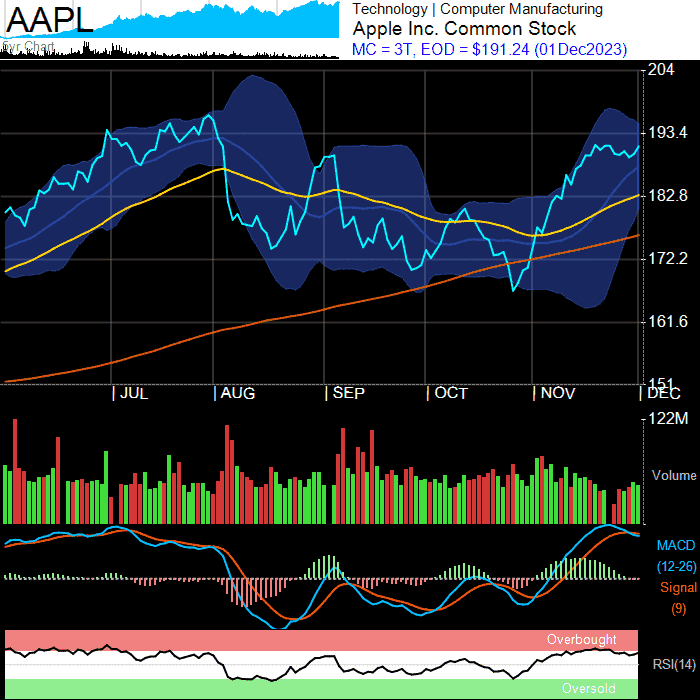 AAPL
5yr Chart
Technology | Computer Manufacturing
Apple Inc. Common Stock
MC = 3T, EOD = $191.24 (01Dec2023)
204
193.4
182.8
172.2
161.6
151
JUL AUG SEP OCT NOV DEC
122M
Volume
MACD
(12-26)
Signal
(9)
Overbought
RSI(14)
Oversold